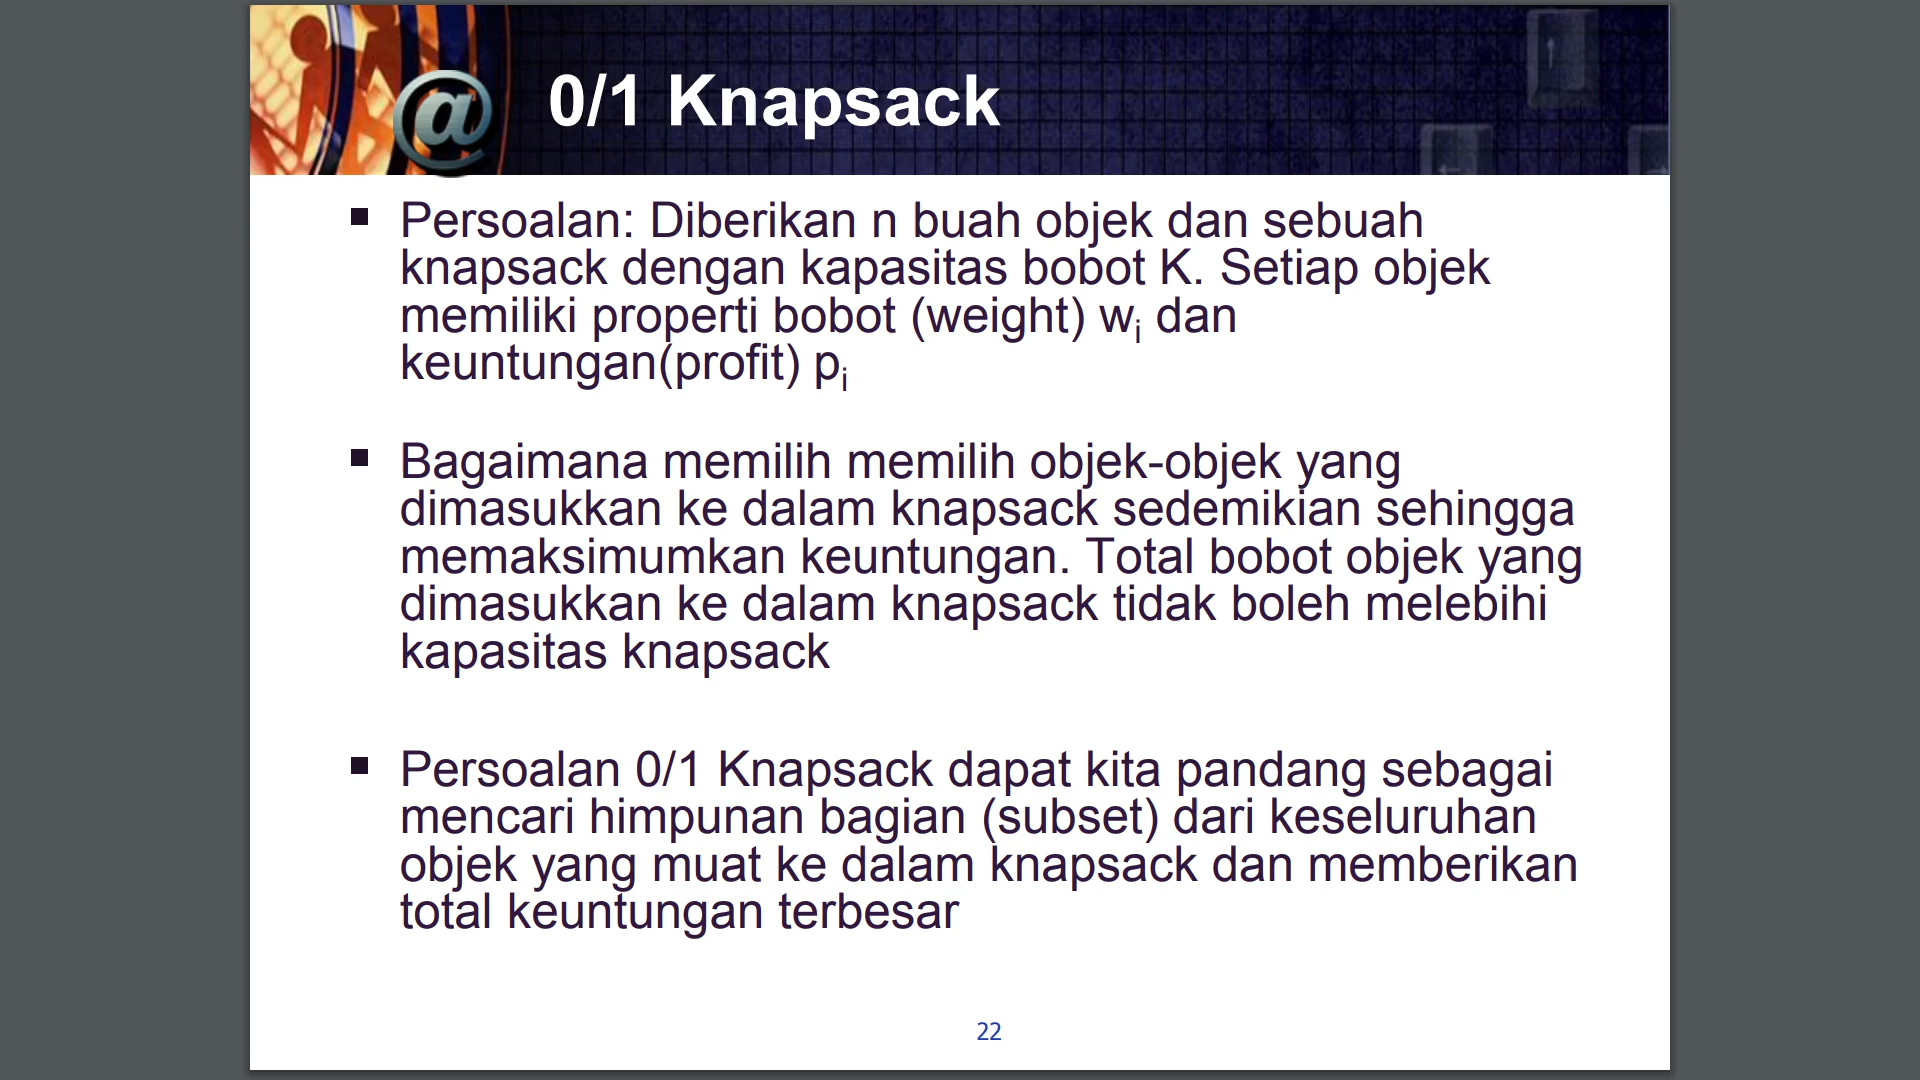 0/1 Knapsack
▪ Persoalan: Diberikan n buah objek dan sebuah
knapsack dengan kapasitas bobot K. Setiap objek
memiliki properti bobot (weight) wᵢ dan
keuntungan(profit) pᵢ
▪ Bagaimana memilih memilih objek-objek yang
dimasukkan ke dalam knapsack sedemikian sehingga
memaksimumkan keuntungan. Total bobot objek yang
dimasukkan ke dalam knapsack tidak boleh melebihi
kapasitas knapsack
▪ Persoalan 0/1 Knapsack dapat kita pandang sebagai
mencari himpunan bagian (subset) dari keseluruhan
objek yang muat ke dalam knapsack dan memberikan
total keuntungan terbesar
22